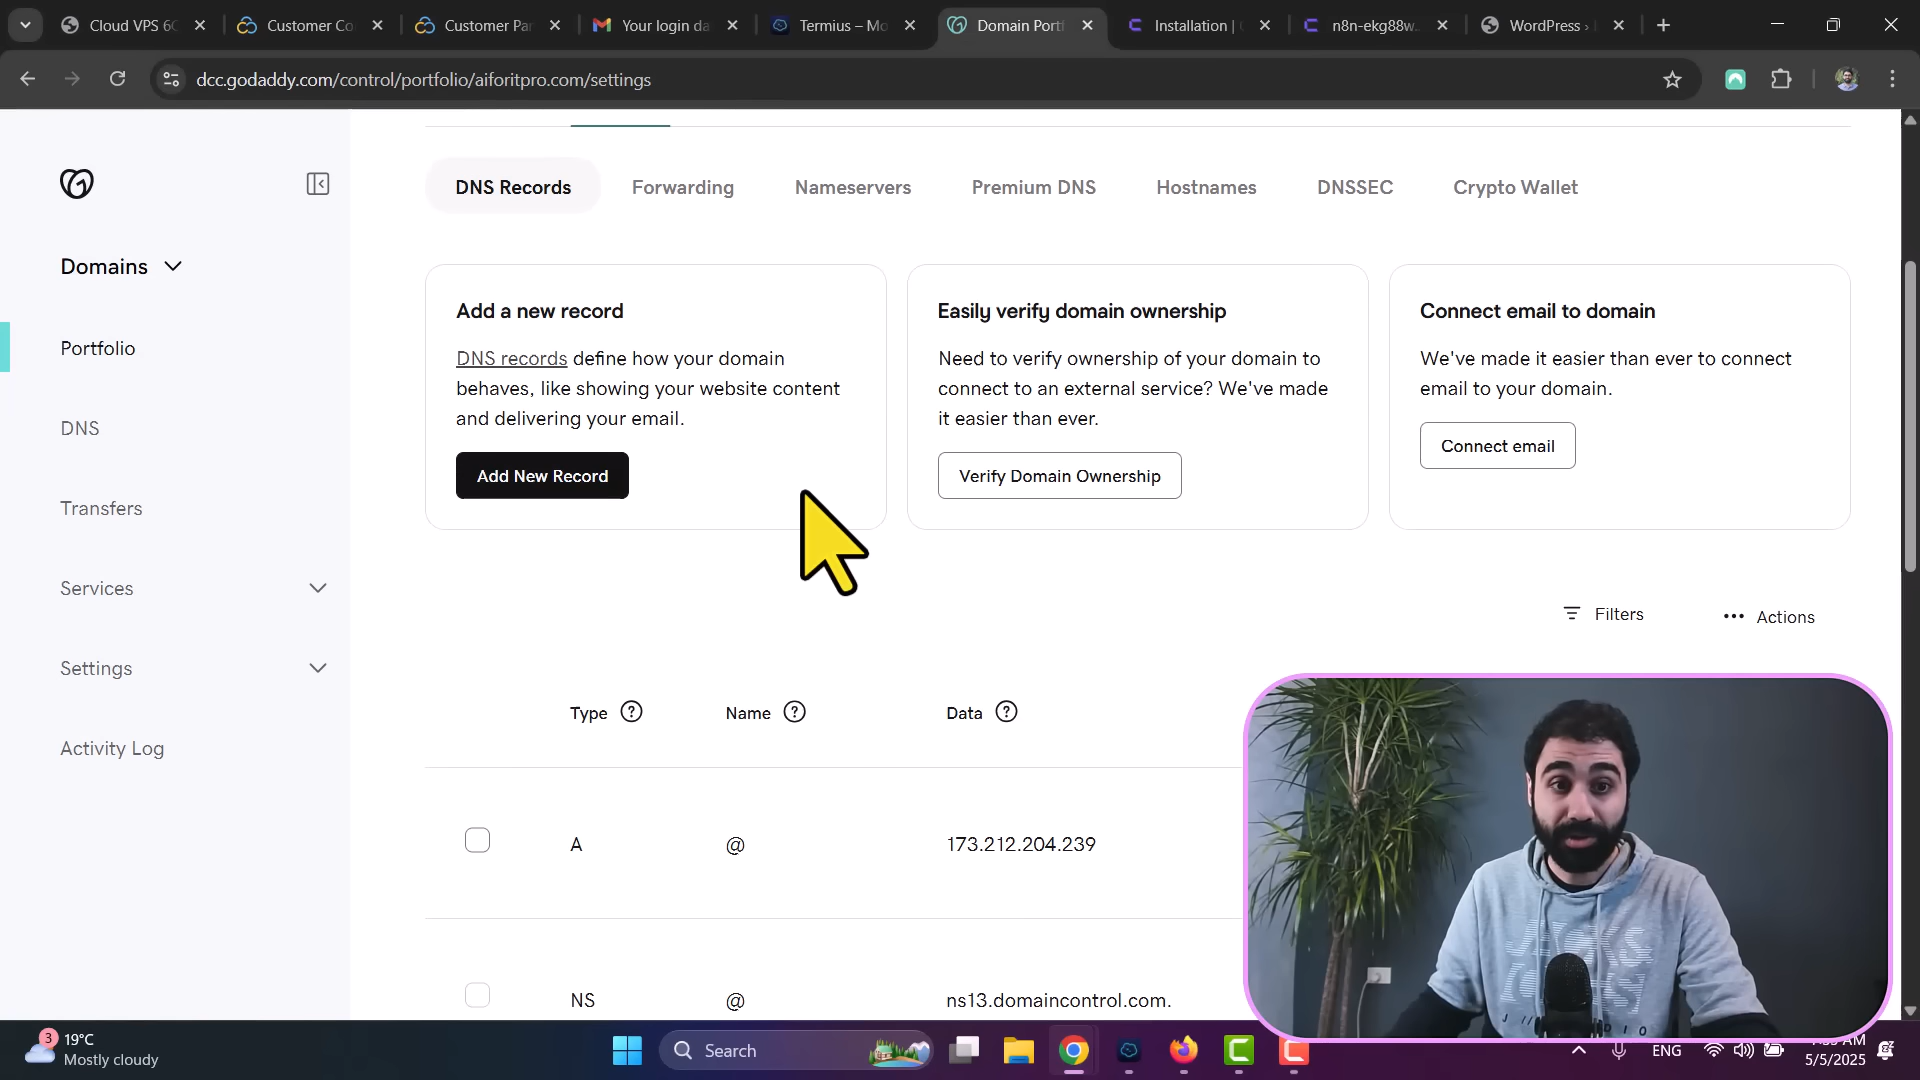 Cloud VPS 6C
Customer Co
Customer Par
Your login da
Termius – Mo
Domain Portf
Installation |
n8n-ekg88w
WordPress ›
dcc.godaddy.com/control/portfolio/aiforitpro.com/settings
Domains
Portfolio
DNS
Transfers
Services
Settings
Activity Log
DNS Records
Forwarding
Nameservers
Premium DNS
Hostnames
DNSSEC
Crypto Wallet
Add a new record
DNS records define how your domain
behaves, like showing your website content
and delivering your email.
Add New Record
Easily verify domain ownership
Need to verify ownership of your domain to
connect to an external service? We've made
it easier than ever.
Verify Domain Ownership
Connect email to domain
We've made it easier than ever to connect
email to your domain.
Connect email
Filters
Actions
Type
Name
Data
A
@
173.212.204.239
NS
@
ns13.domaincontrol.com.
3
19°C
Mostly cloudy
Search
ENG
5/5/2025